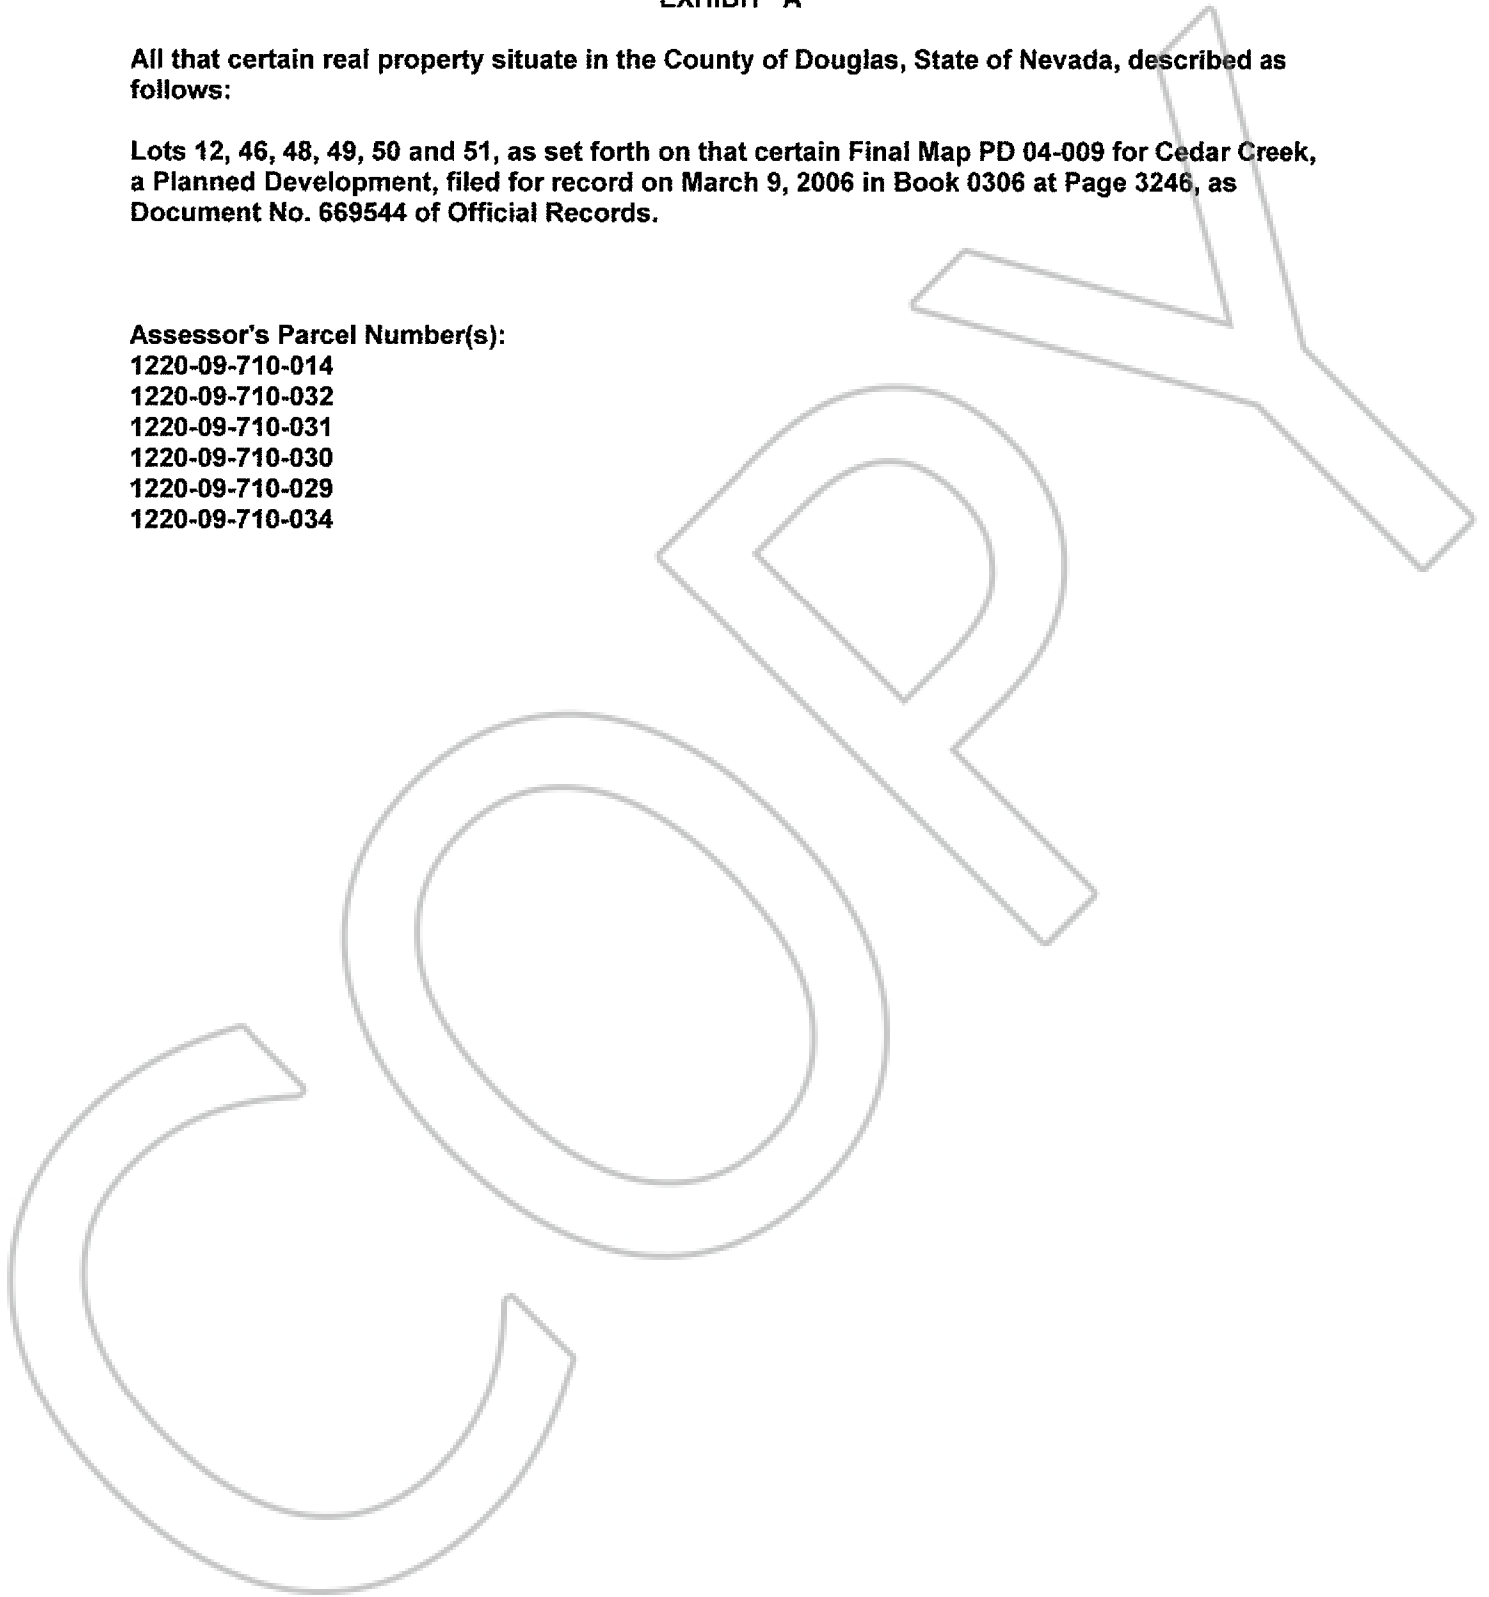 EXHIBIT "A"
All that certain real property situate in the County of Douglas, State of Nevada, described as
follows:
Lots 12, 46, 48, 49, 50 and 51, as set forth on that certain Final Map PD 04-009 for Cedar Creek,
a Planned Development, filed for record on March 9, 2006 in Book 0306 at Page 3246, as
Document No. 669544 of Official Records.
Assessor's Parcel Number(s):
1220-09-710-014
1220-09-710-032
1220-09-710-031
1220-09-710-030
1220-09-710-029
1220-09-710-034
COPY